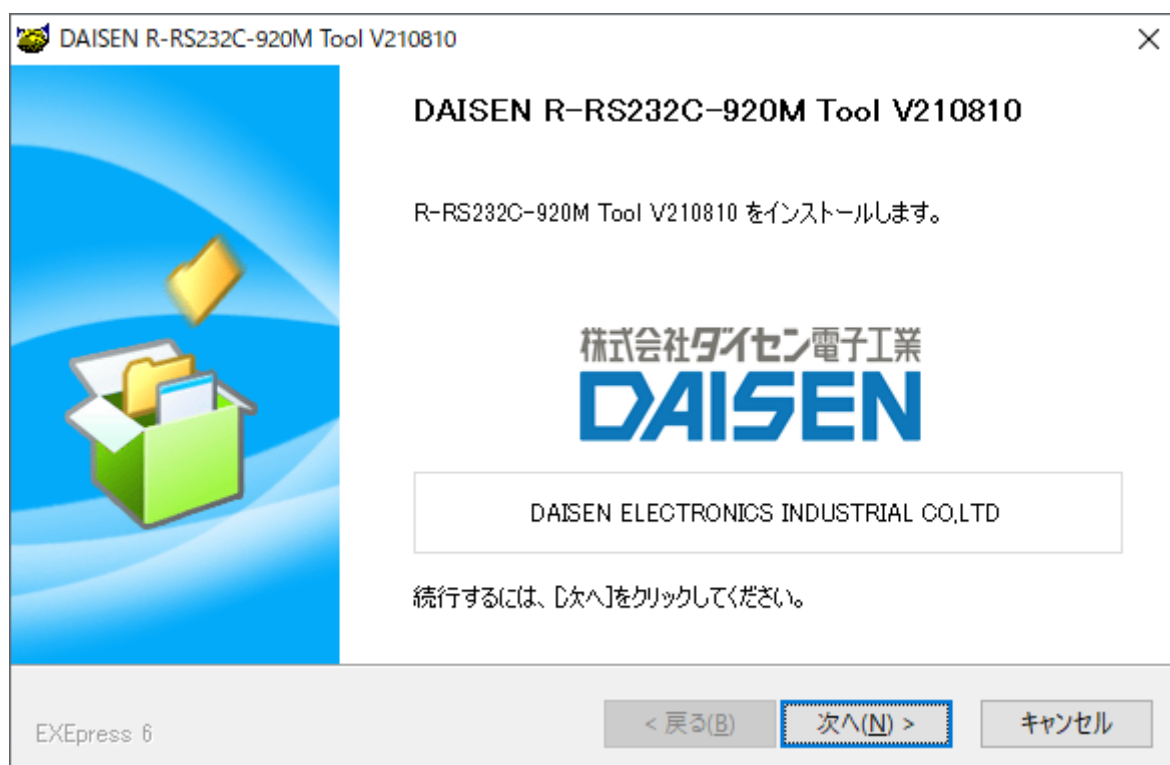 DAISEN R-RS232C-920M Tool V210810
DAISEN R-RS232C-920M Tool V210810
R-RS232C-920M Tool V210810 をインストールします。
株式会社ダイセン電子工業
DAISEN
DAISEN ELECTRONICS INDUSTRIAL CO,LTD
続行するには、[次へ]をクリックしてください。
EXEpress 6
< 戻る(B)
次へ(N) >
キャンセル